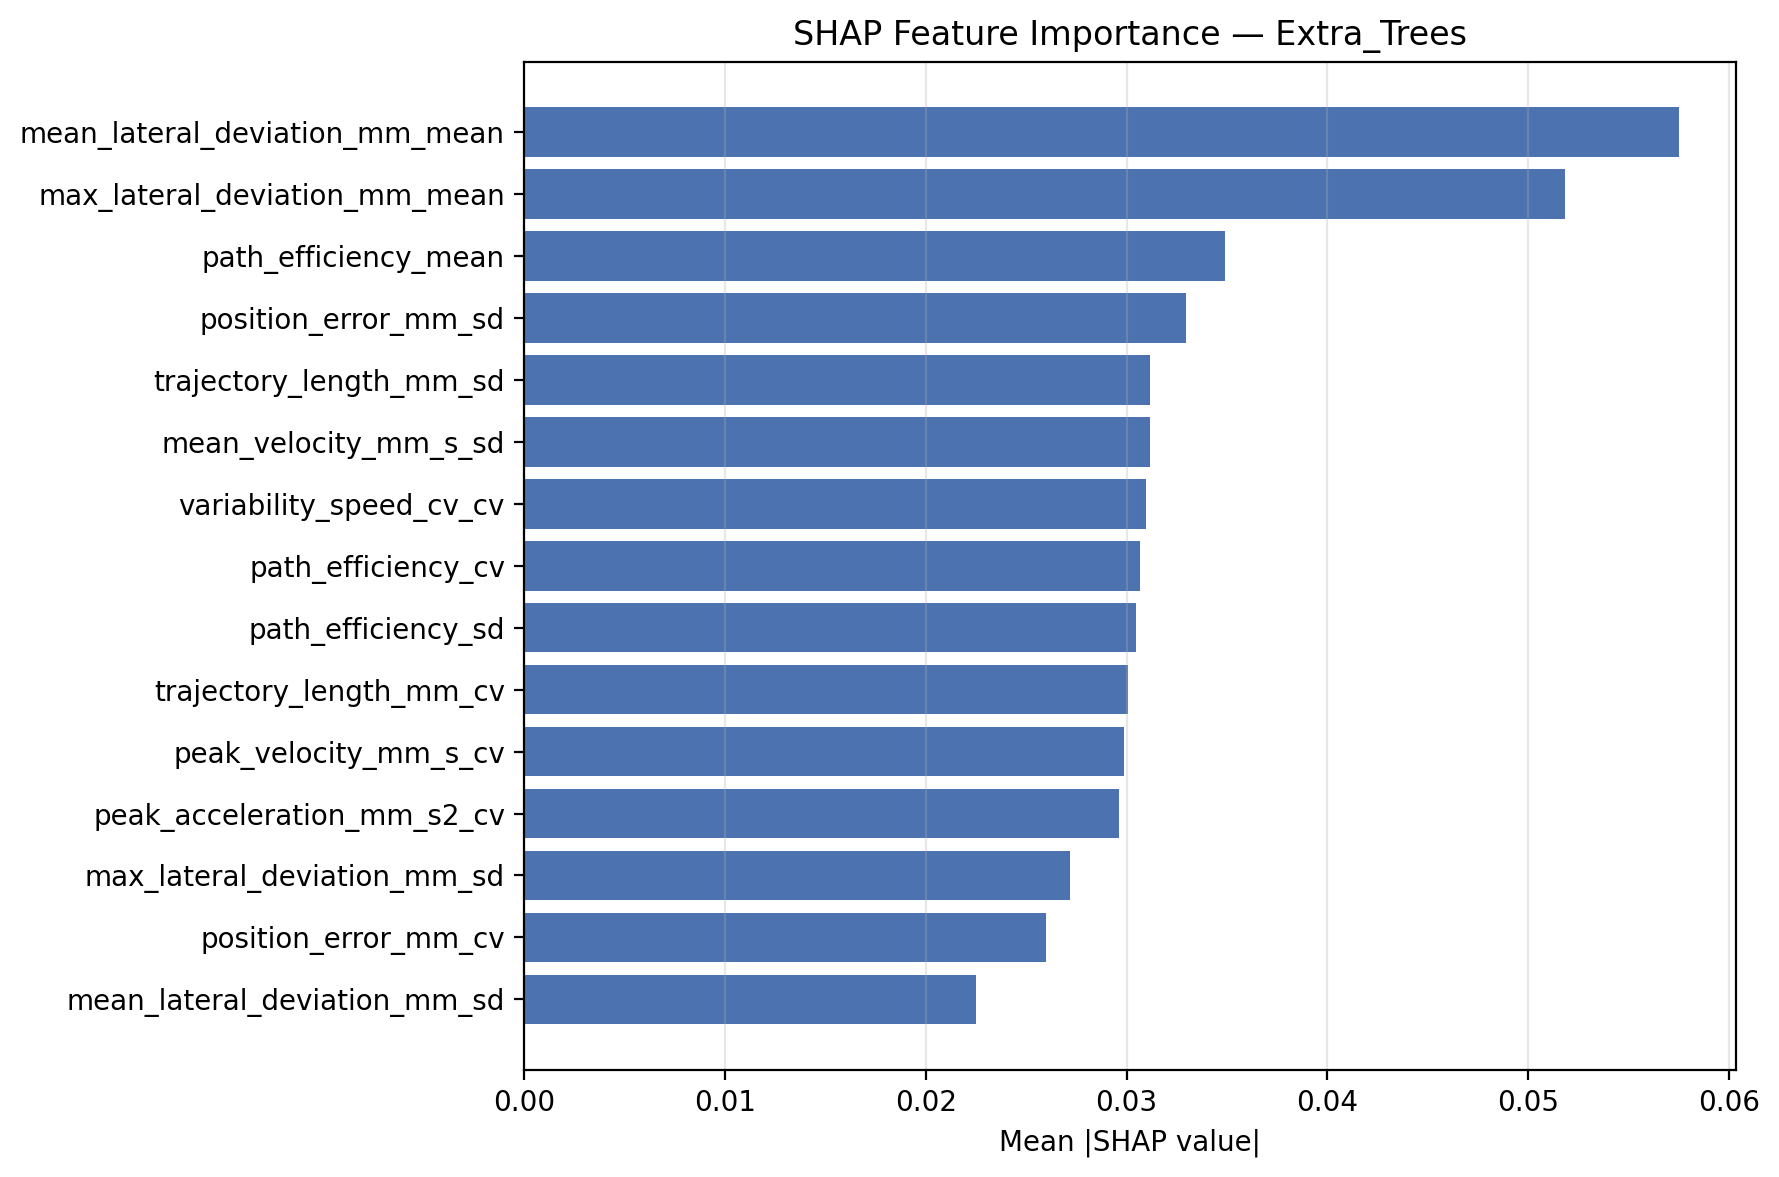 SHAP Feature Importance — Extra_Trees
mean_lateral_deviation_mm_mean
max_lateral_deviation_mm_mean
path_efficiency_mean
position_error_mm_sd
trajectory_length_mm_sd
mean_velocity_mm_s_sd
variability_speed_cv_cv
path_efficiency_cv
path_efficiency_sd
trajectory_length_mm_cv
peak_velocity_mm_s_cv
peak_acceleration_mm_s2_cv
max_lateral_deviation_mm_sd
position_error_mm_cv
mean_lateral_deviation_mm_sd
0.00 0.01 0.02 0.03 0.04 0.05 0.06
Mean |SHAP value|